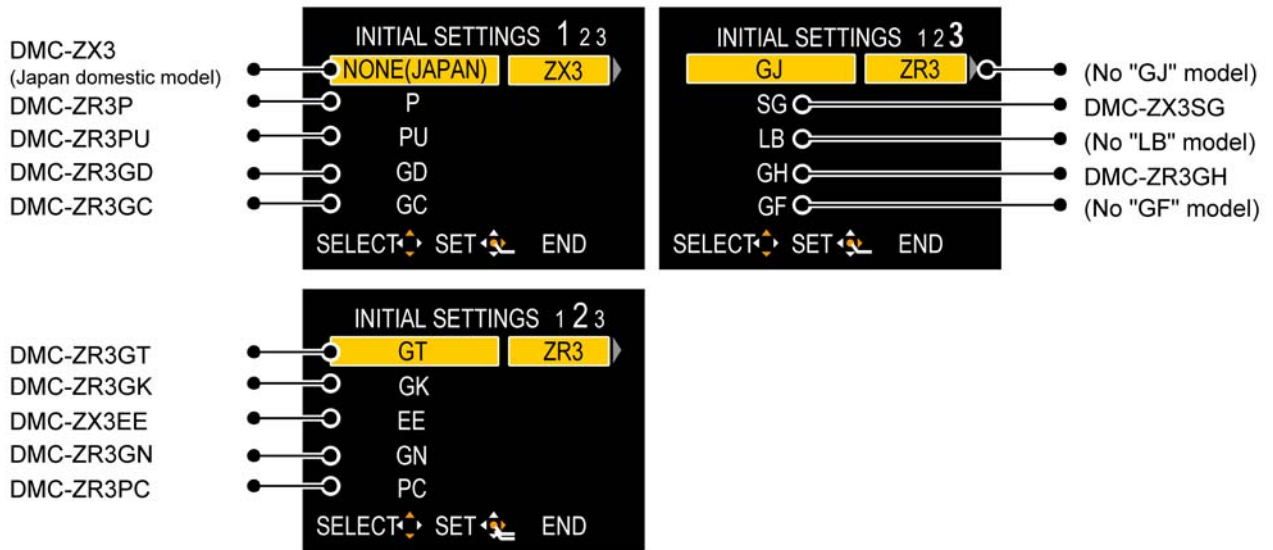 DMC-ZX3
(Japan domestic model)
DMC-ZR3P
DMC-ZR3PU
DMC-ZR3GD
DMC-ZR3GC
INITIAL SETTINGS 1 2 3
NONE(JAPAN) ZX3
P
PU
GD
GC
SELECT SET END
INITIAL SETTINGS 1 2 3
GJ ZR3
SG
LB
GH
GF
SELECT SET END
(No "GJ" model)
DMC-ZX3SG
(No "LB" model)
DMC-ZR3GH
(No "GF" model)
DMC-ZR3GT
DMC-ZR3GK
DMC-ZX3EE
DMC-ZR3GN
DMC-ZR3PC
INITIAL SETTINGS 1 2 3
GT ZR3
GK
EE
GN
PC
SELECT SET END